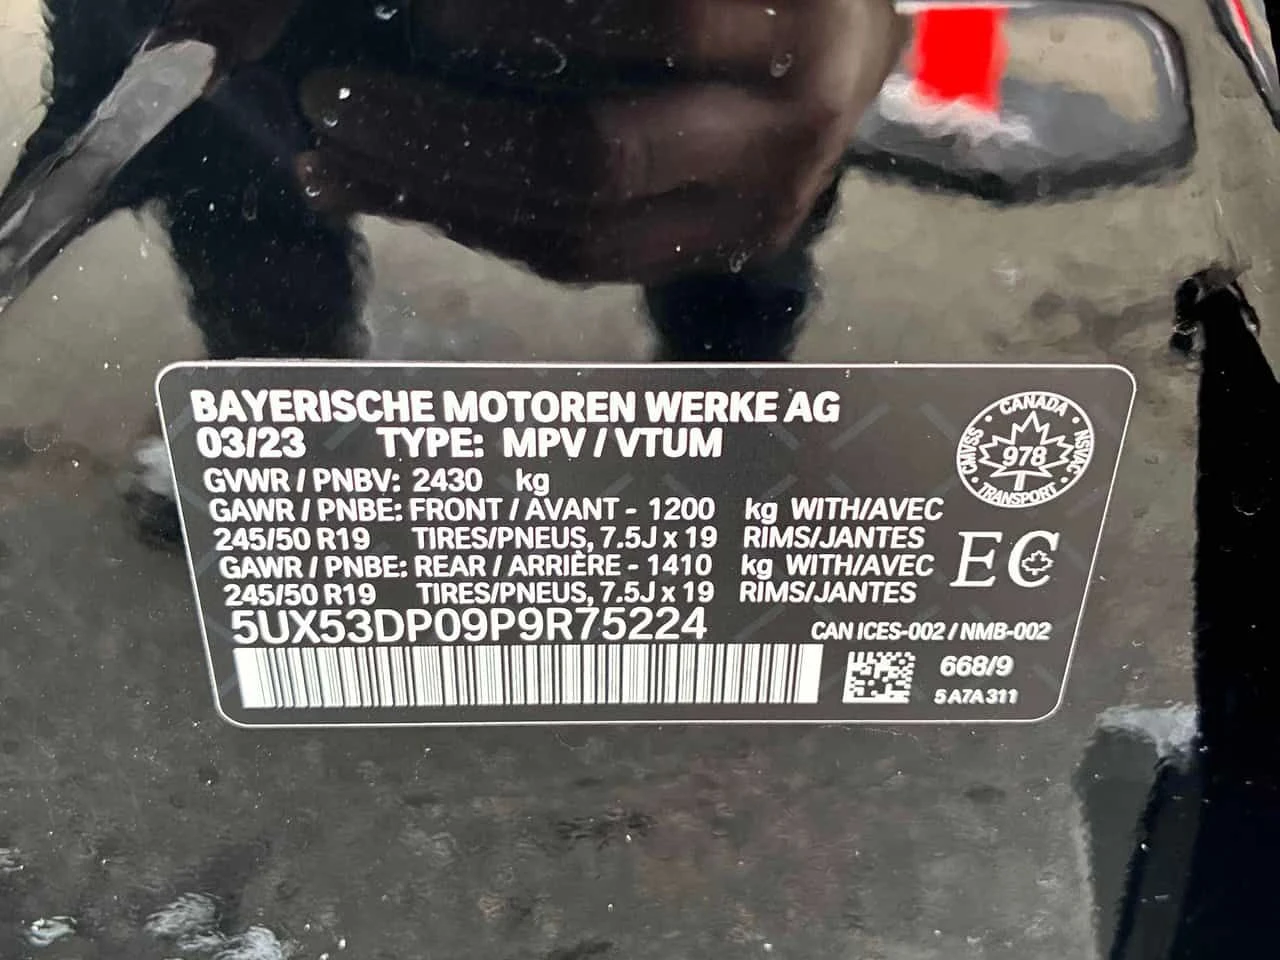 BAYERISCHE MOTOREN WERKE AG
03/23 TYPE: MPV / VTUM
GVWR / PNBV: 2430 kg
GAWR / PNBE: FRONT / AVANT - 1200 kg WITH/AVEC
245/50 R19 TIRES/PNEUS, 7.5J x 19 RIMS/JANTES
GAWR / PNBE: REAR / ARRIÈRE - 1410 kg WITH/AVEC
245/50 R19 TIRES/PNEUS, 7.5J x 19 RIMS/JANTES
5UX53DP09P9R75224
CANADA
CMVSS 978 NSVAC
TRANSPORT
EC
CAN ICES-002 / NMB-002
668/9
5A7A311